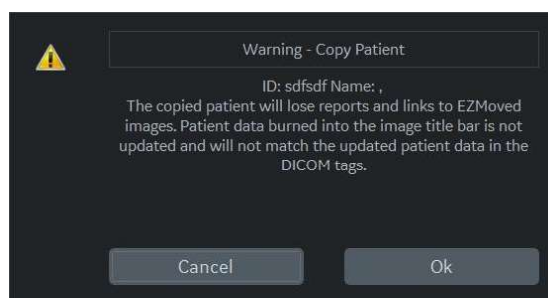 Warning - Copy Patient
ID: sdfsdf Name: ,
The copied patient will lose reports and links to EZMoved
images. Patient data burned into the image title bar is not
updated and will not match the updated patient data in the
DICOM tags.
Cancel
Ok